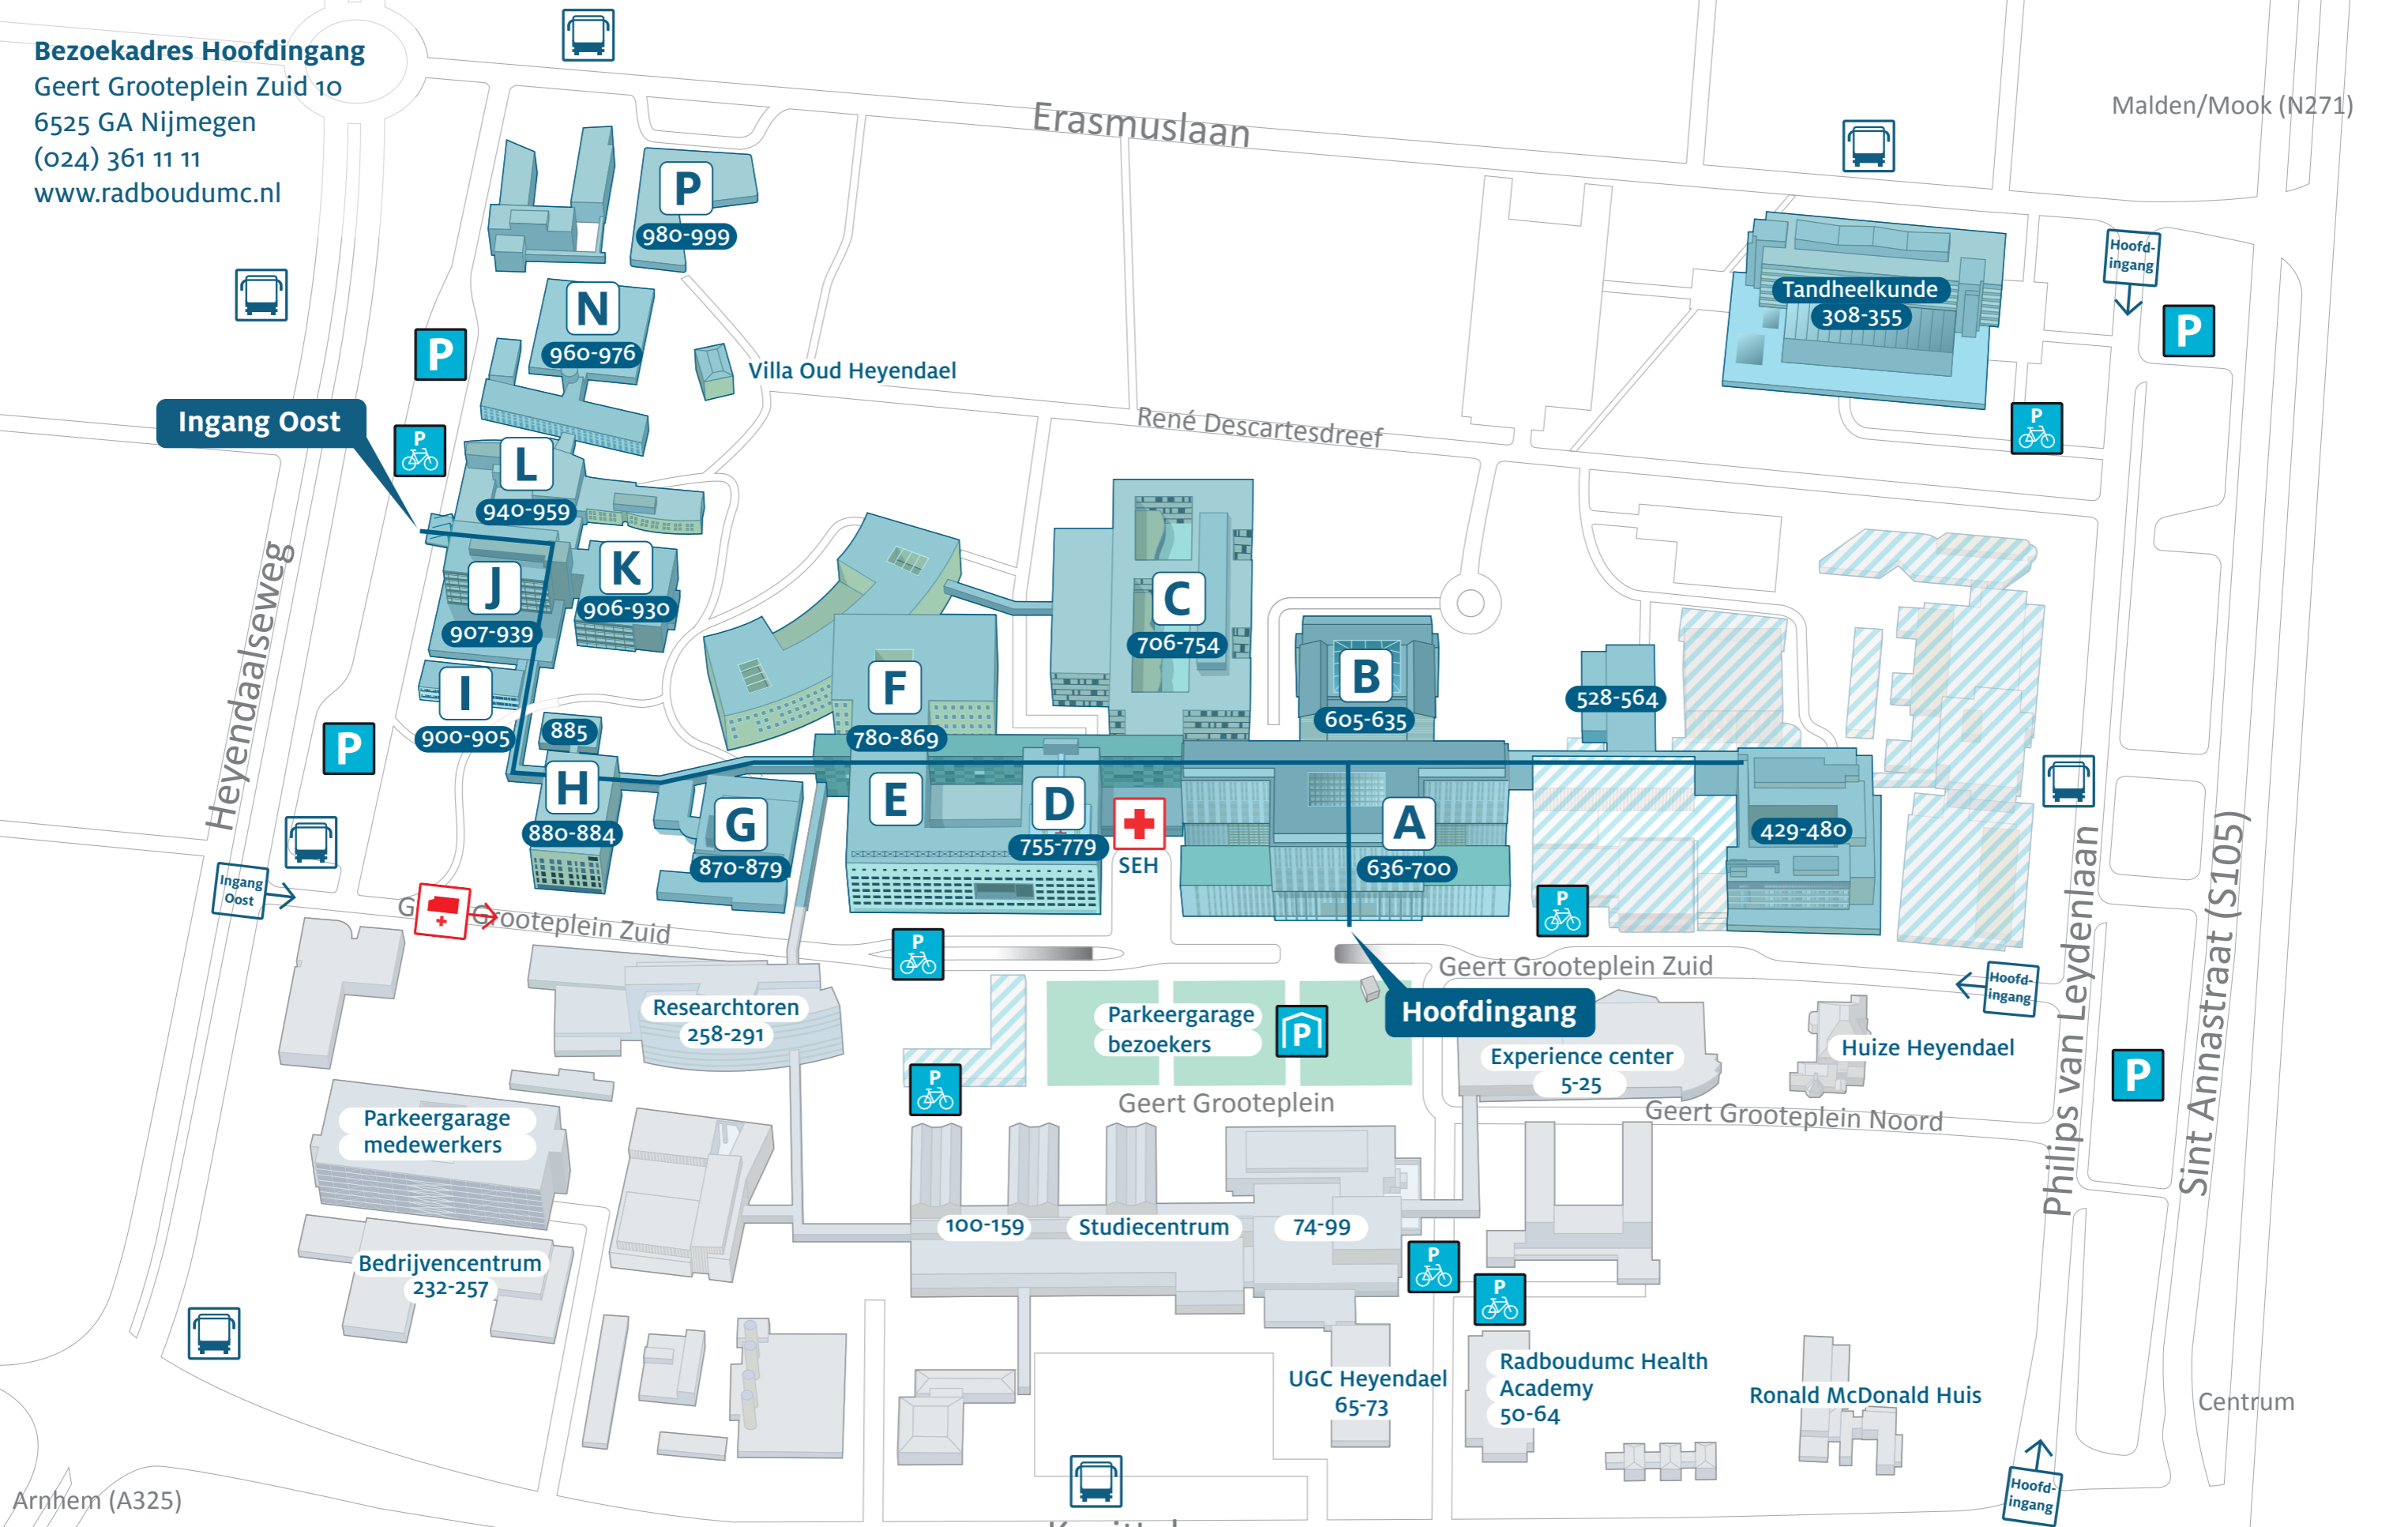 Bezoekadres Hoofdingang
Geert Grooteplein Zuid 10
6525 GA Nijmegen
(024) 361 11 11
www.radboudumc.nl
Erasmuslaan
Malden/Mook (N271)
P
980-999
Hoofd-
ingang
Tandheelkunde
308-355
N
960-976
P
P
Villa Oud Heyendael
Ingang Oost
René Descartesdreef
P
P
L
940-959
K
906-930
J
907-939
C
706-754
Heyendaalseweg
I
900-905
F
780-869
B
605-635
528-564
885
P
H
880-884
G
870-879
E
D
755-779
SEH
A
636-700
429-480
Philips van Leydenlaan
Sint Annastraat (S105)
Ingang
Oost
P
G
Grooteplein Zuid
P
Geert Grooteplein Zuid
Hoofd-
ingang
Researchtoren
258-291
Parkeergarage
bezoekers
P
Hoofdingang
Experience center
5-25
Huize Heyendael
P
P
Geert Grooteplein
Geert Grooteplein Noord
Parkeergarage
medewerkers
100-159
Studiecentrum
74-99
Bedrijvencentrum
232-257
P
P
UGC Heyendael
65-73
Radboudumc Health
Academy
50-64
Ronald McDonald Huis
Centrum
Arnhem (A325)
Hoofd-
ingang